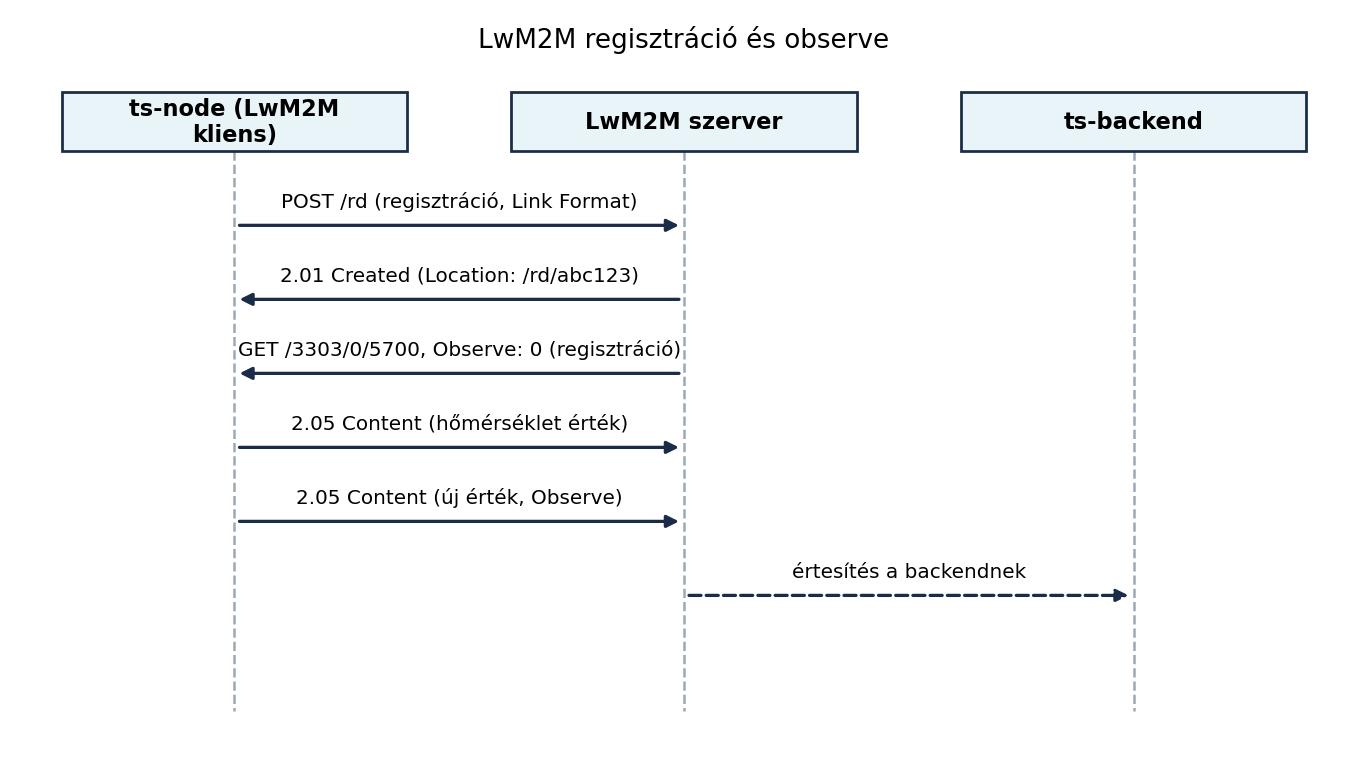 LwM2M regisztráció és observe
ts-node (LwM2M
kliens)
LwM2M szerver
ts-backend
POST /rd (regisztráció, Link Format)
2.01 Created (Location: /rd/abc123)
GET /3303/0/5700, Observe: 0 (regisztráció)
2.05 Content (hőmérséklet érték)
2.05 Content (új érték, Observe)
értesítés a backendnek